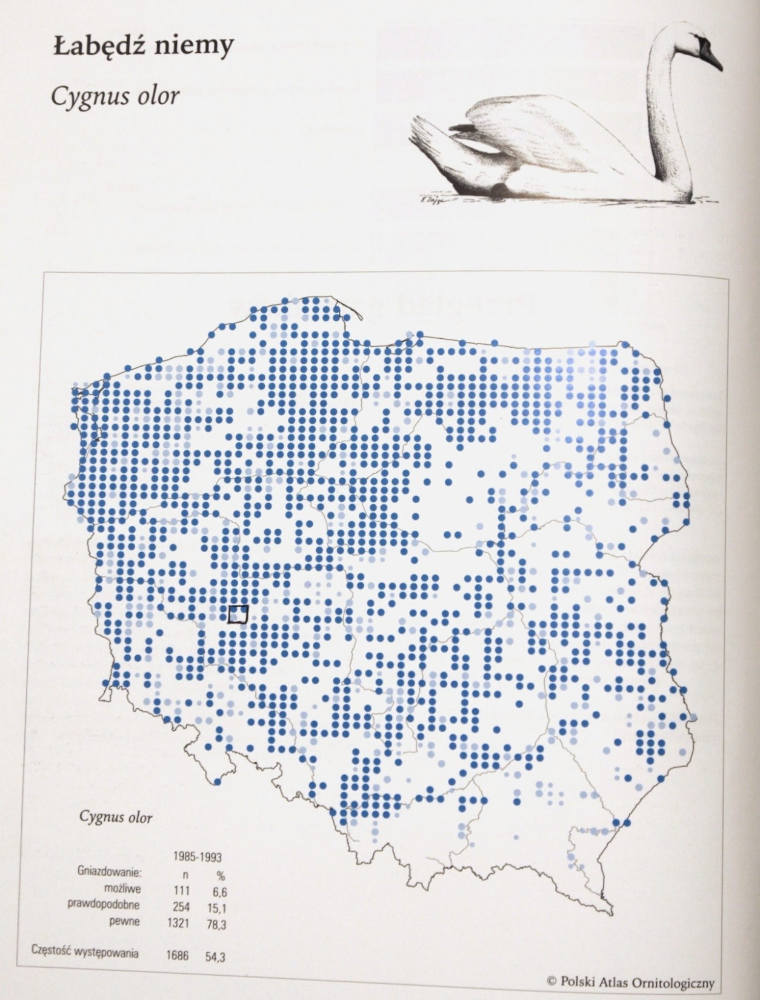 Łabędź niemy
Cygnus olor
Cygnus olor
1985-1993
Gniazdowanie: n %
możliwe 111 6,6
prawdopodobne 254 15,1
pewne 1321 78,3
Częstość występowania 1686 54,3
© Polski Atlas Ornitologiczny